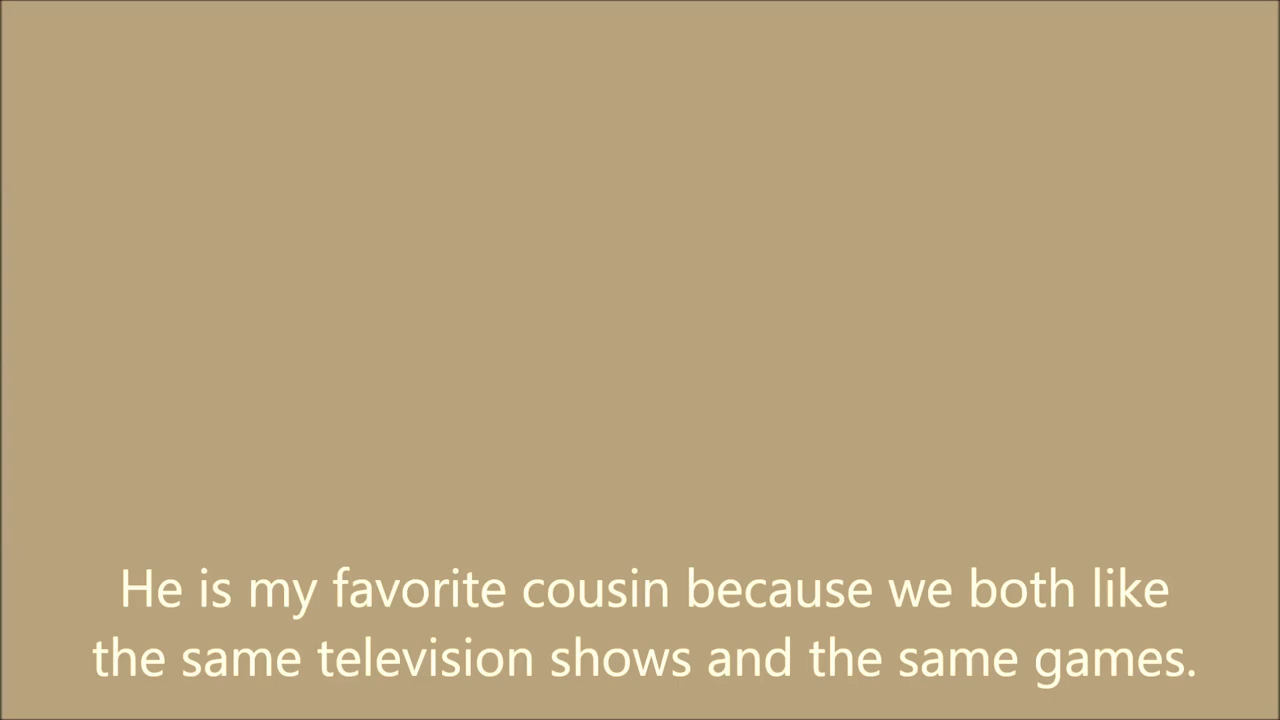 He is my favorite cousin because we both like
the same television shows and the same games.